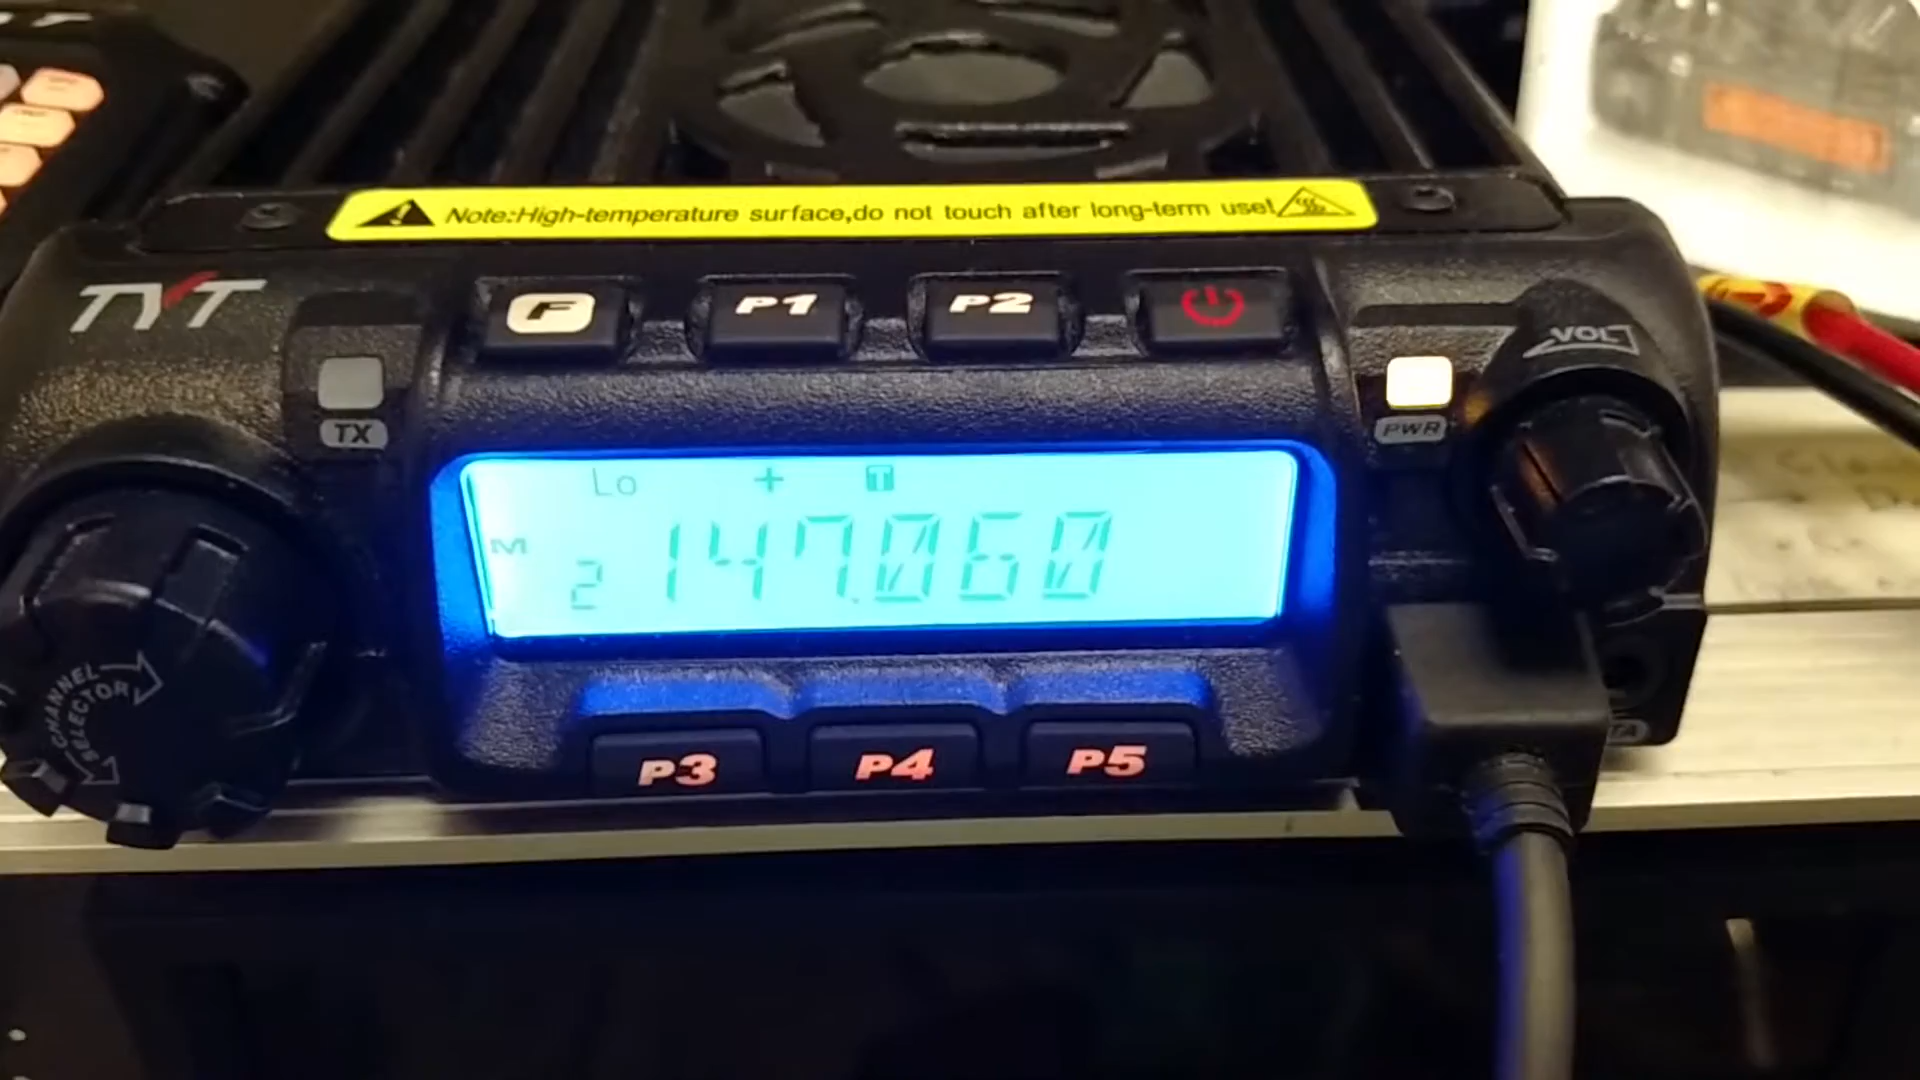 Note:High-temperature surface,do not touch after long-term use!
TYT
F
P1
P2
VOL
TX
PWR
Lo + T
M
2 147.060
CHANNEL
SELECTOR
P3
P4
P5